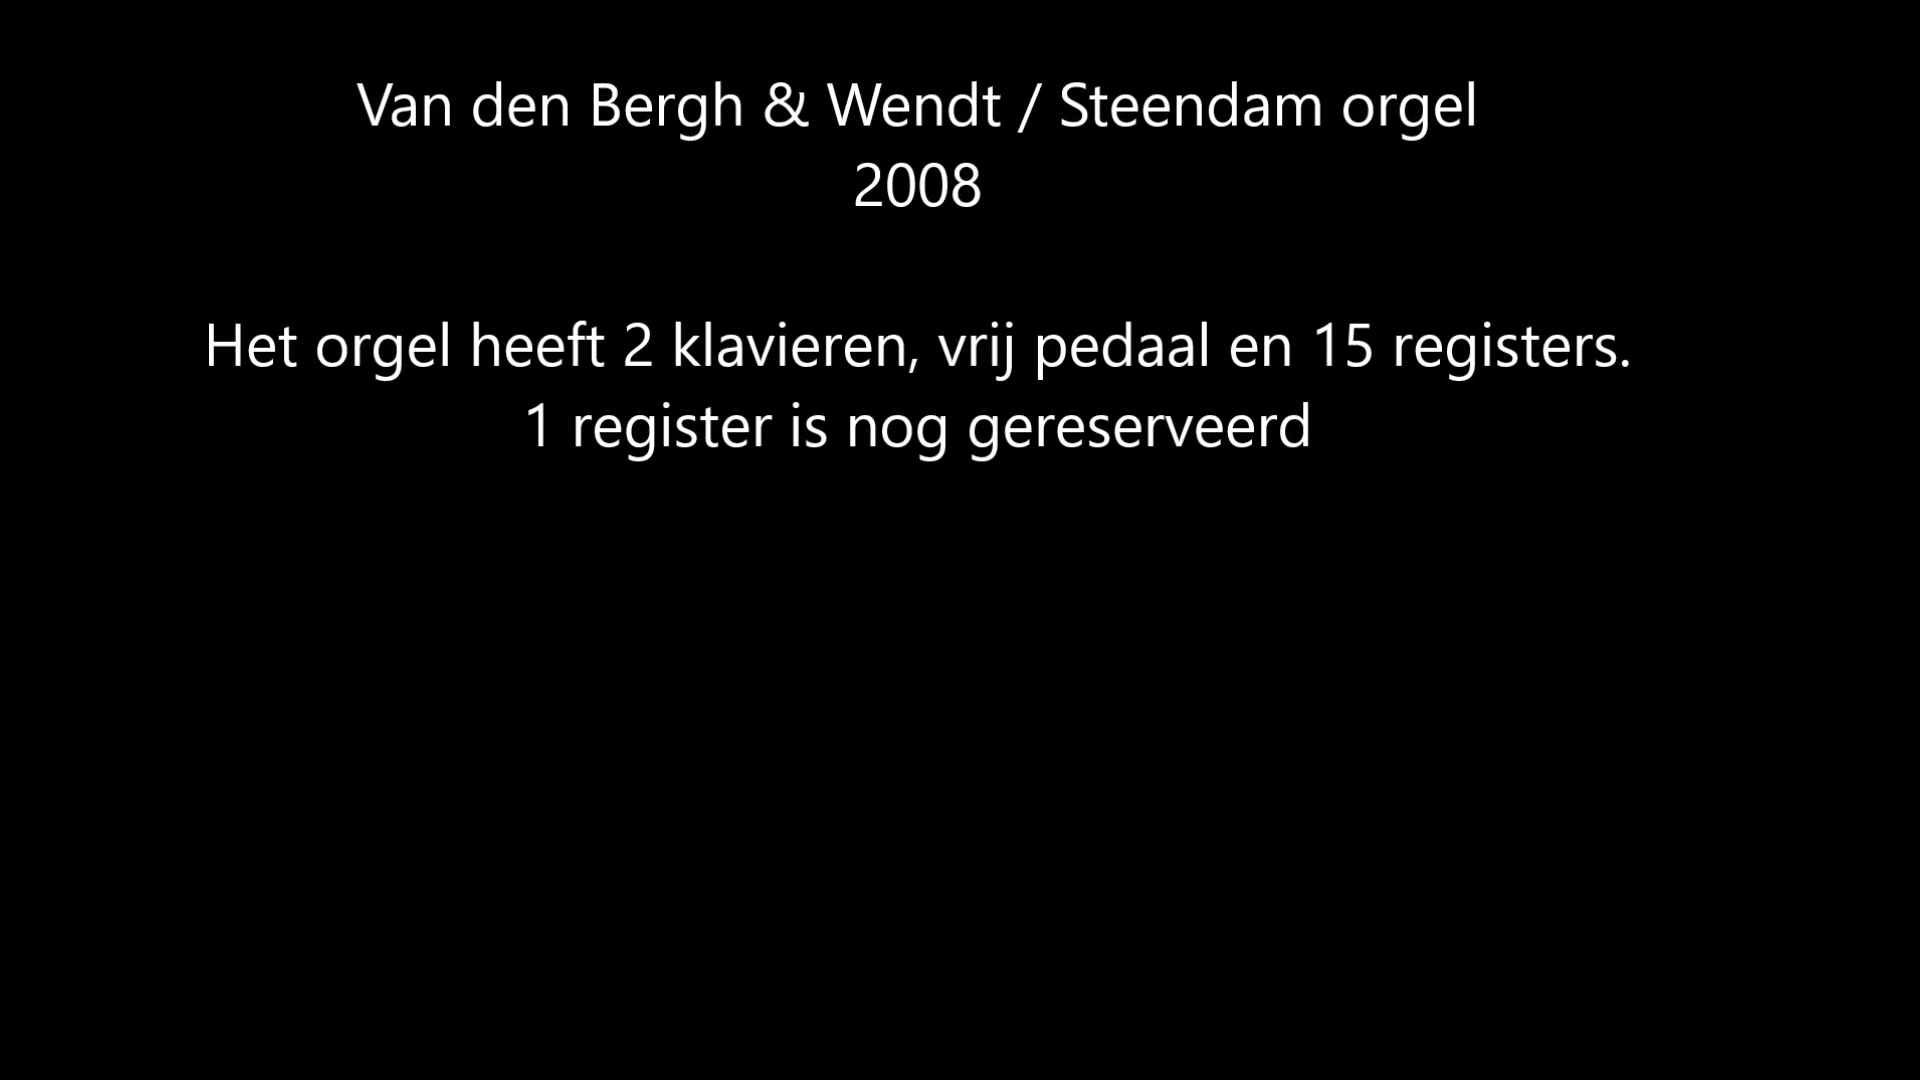 Van den Bergh & Wendt / Steendam orgel
2008
Het orgel heeft 2 klavieren, vrij pedaal en 15 registers.
1 register is nog gereserveerd